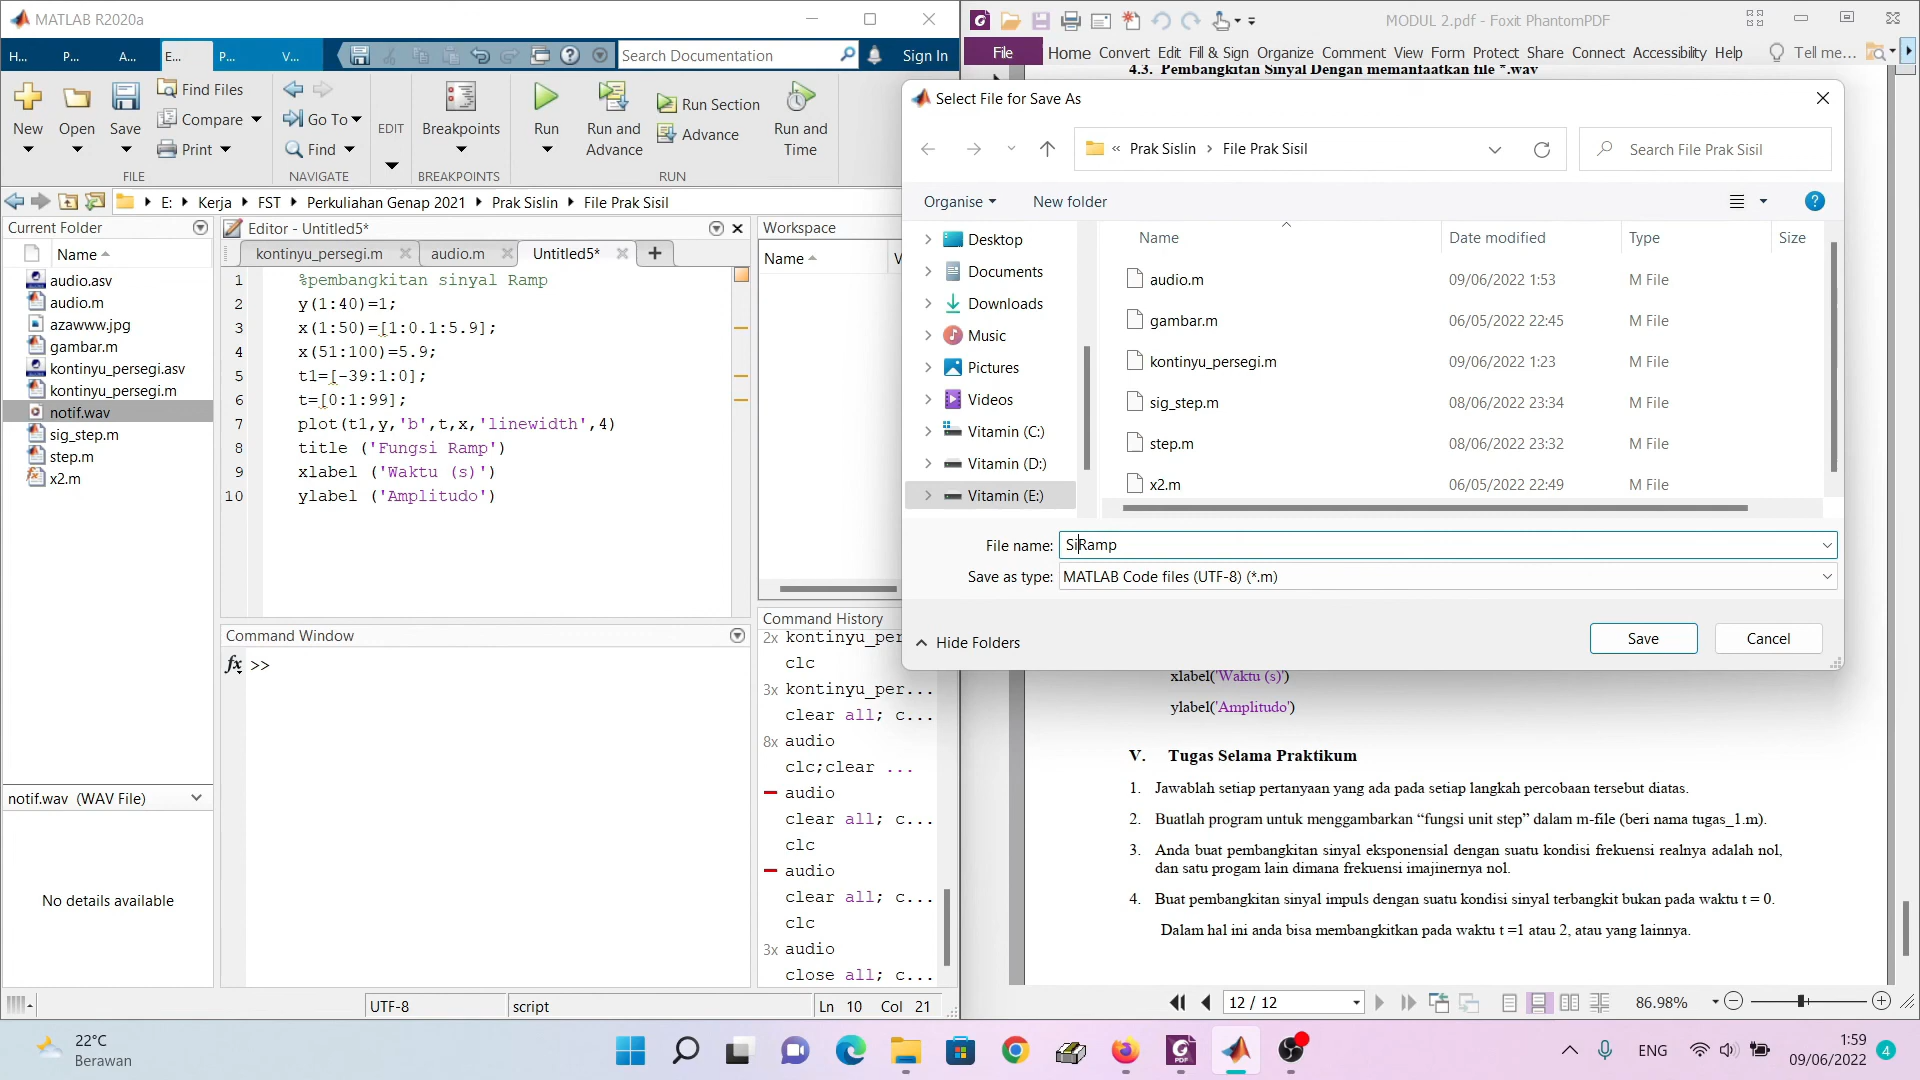 MATLAB R2020a
H...
P...
A...
E...
P...
V...
Search Documentation
Sign In
New
Open
Save
Find Files
Compare
Print
FILE
Go To
Find
NAVIGATE
EDIT
Breakpoints
BREAKPOINTS
Run
Run and
Advance
Run Section
Advance
Run and
Time
RUN
E:
Kerja
FST
Perkuliahan Genap 2021
Prak Slislin
File Prak Sisil
Current Folder
Name
audio.asv
audio.m
azawww.jpg
gambar.m
kontinyu_persegi.asv
kontinyu_persegi.m
notif.wav
sig_step.m
step.m
x2.m
notif.wav (WAV File)
No details available
Editor - Untitled5*
kontinyu_persegi.m
audio.m
Untitled5*
1 %pembangkitan sinyal Ramp
2 y(1:40)=1;
3 x(1:50)=[1:0.1:5.9];
4 x(51:100)=5.9;
5 t1=[-39:1:0];
6 t=[0:1:99];
7 plot(t1,y,'b',t,x,'linewidth',4)
8 title ('Fungsi Ramp')
9 xlabel ('Waktu (s)')
10 ylabel ('Amplitudo')
Command Window
fx >>
Workspace
Name
V
Command History
2x kontinyu_per
clc
3x kontinyu_per...
clear all; c...
8x audio
clc;clear ...
audio
clear all; c...
clc
audio
clear all; c...
clc
3x audio
close all; c...
UTF-8
script
Ln 10 Col 21
MODUL 2.pdf - Foxit PhantomPDF
File Home Convert Edit Fill & Sign Organize Comment View Form Protect Share Connect Accessibility Help
Tell me...
4.3. Pembangkitan Sinyal Dengan memanfaatkan file *.wav
Select File for Save As
« Prak Sislin > File Prak Sisil
Search File Prak Sisil
Organise
New folder
Desktop
Documents
Downloads
Music
Pictures
Videos
Vitamin (C:)
Vitamin (D:)
Vitamin (E:)
Name Date modified Type Size
audio.m 09/06/2022 1:53 M File
gambar.m 06/05/2022 22:45 M File
kontinyu_persegi.m 09/06/2022 1:23 M File
sig_step.m 08/06/2022 23:34 M File
step.m 08/06/2022 23:32 M File
x2.m 06/05/2022 22:49 M File
File name: SiRamp
Save as type: MATLAB Code files (UTF-8) (*.m)
Hide Folders
Save
Cancel
xlabel('Waktu (s)')
ylabel('Amplitudo')
V. Tugas Selama Praktikum
1. Jawablah setiap pertanyaan yang ada pada setiap langkah percobaan tersebut diatas.
2. Buatlah program untuk menggambarkan “fungsi unit step” dalam m-file (beri nama tugas_1.m).
3. Anda buat pembangkitan sinyal eksponensial dengan suatu kondisi frekuensi realnya adalah nol,
dan satu progam lain dimana frekuensi imajinernya nol.
4. Buat pembangkitan sinyal impuls dengan suatu kondisi sinyal terbangkit bukan pada waktu t = 0.
Dalam hal ini anda bisa membangkitkan pada waktu t =1 atau 2, atau yang lainnya.
12 / 12
86.98%
22°C
Berawan
ENG
1:59
09/06/2022
4